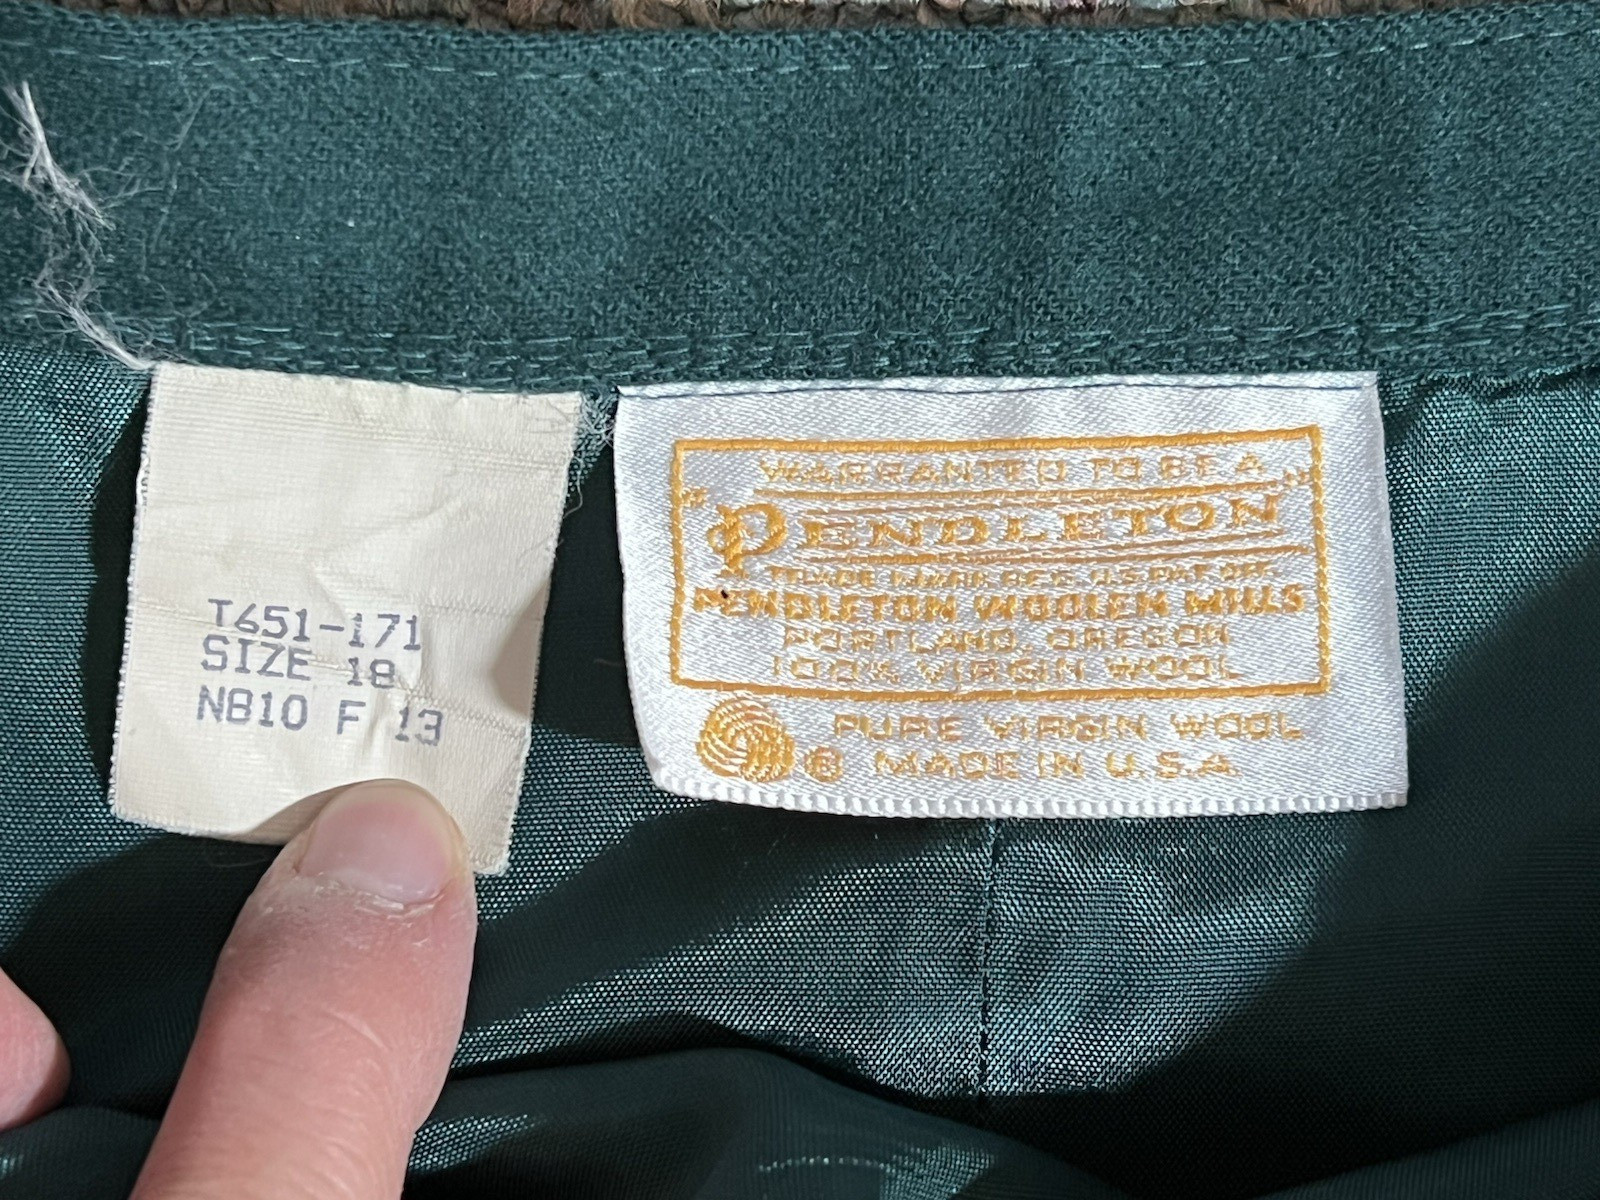 T651-171
SIZE 18
N810 F 13
WARRANTED TO BE A
"PENDLETON"
TRADE MARK REG. U.S. PAT. OFF.
PENDLETON WOOLEN MILLS
PORTLAND, OREGON
100% VIRGIN WOOL
PURE VIRGIN WOOL
® MADE IN U.S.A.